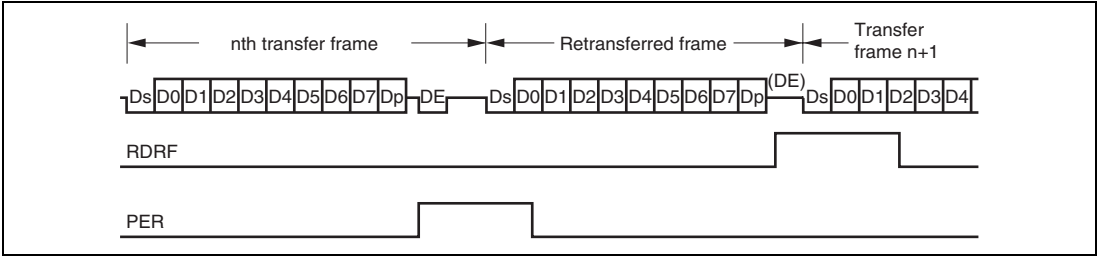 nth transfer frame Retransferred frame Transfer
frame n+1
Ds D0 D1 D2 D3 D4 D5 D6 D7 Dp DE Ds D0 D1 D2 D3 D4 D5 D6 D7 Dp (DE) Ds D0 D1 D2 D3 D4
RDRF
PER